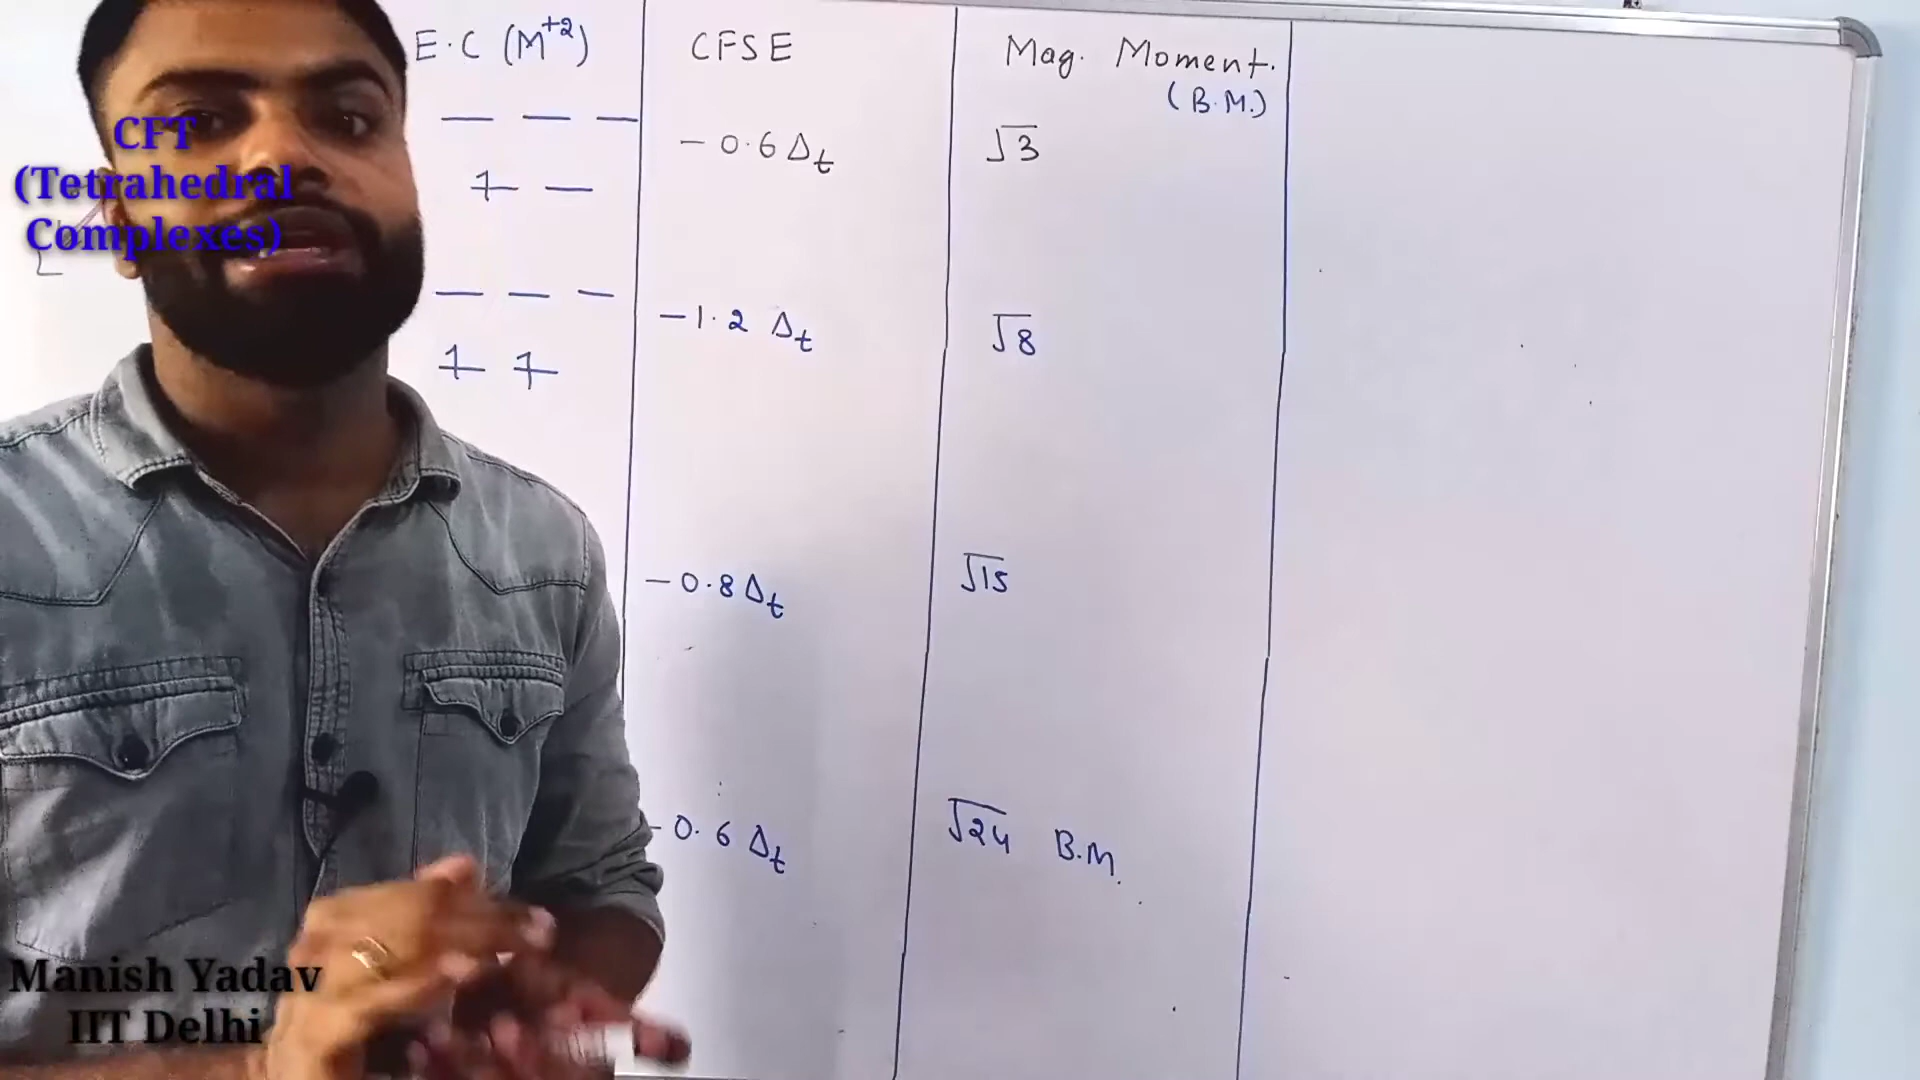 E.C (M+2) CFSE Mag. Moment.
(B.M.)
CFT
(Tetrahedral
Complexes)
- 0.6 Δt √3
-1.2 Δt √8
-0.8 Δt √15
-0.6 Δt √24 B.M.
Manish Yadav
IIT Delhi